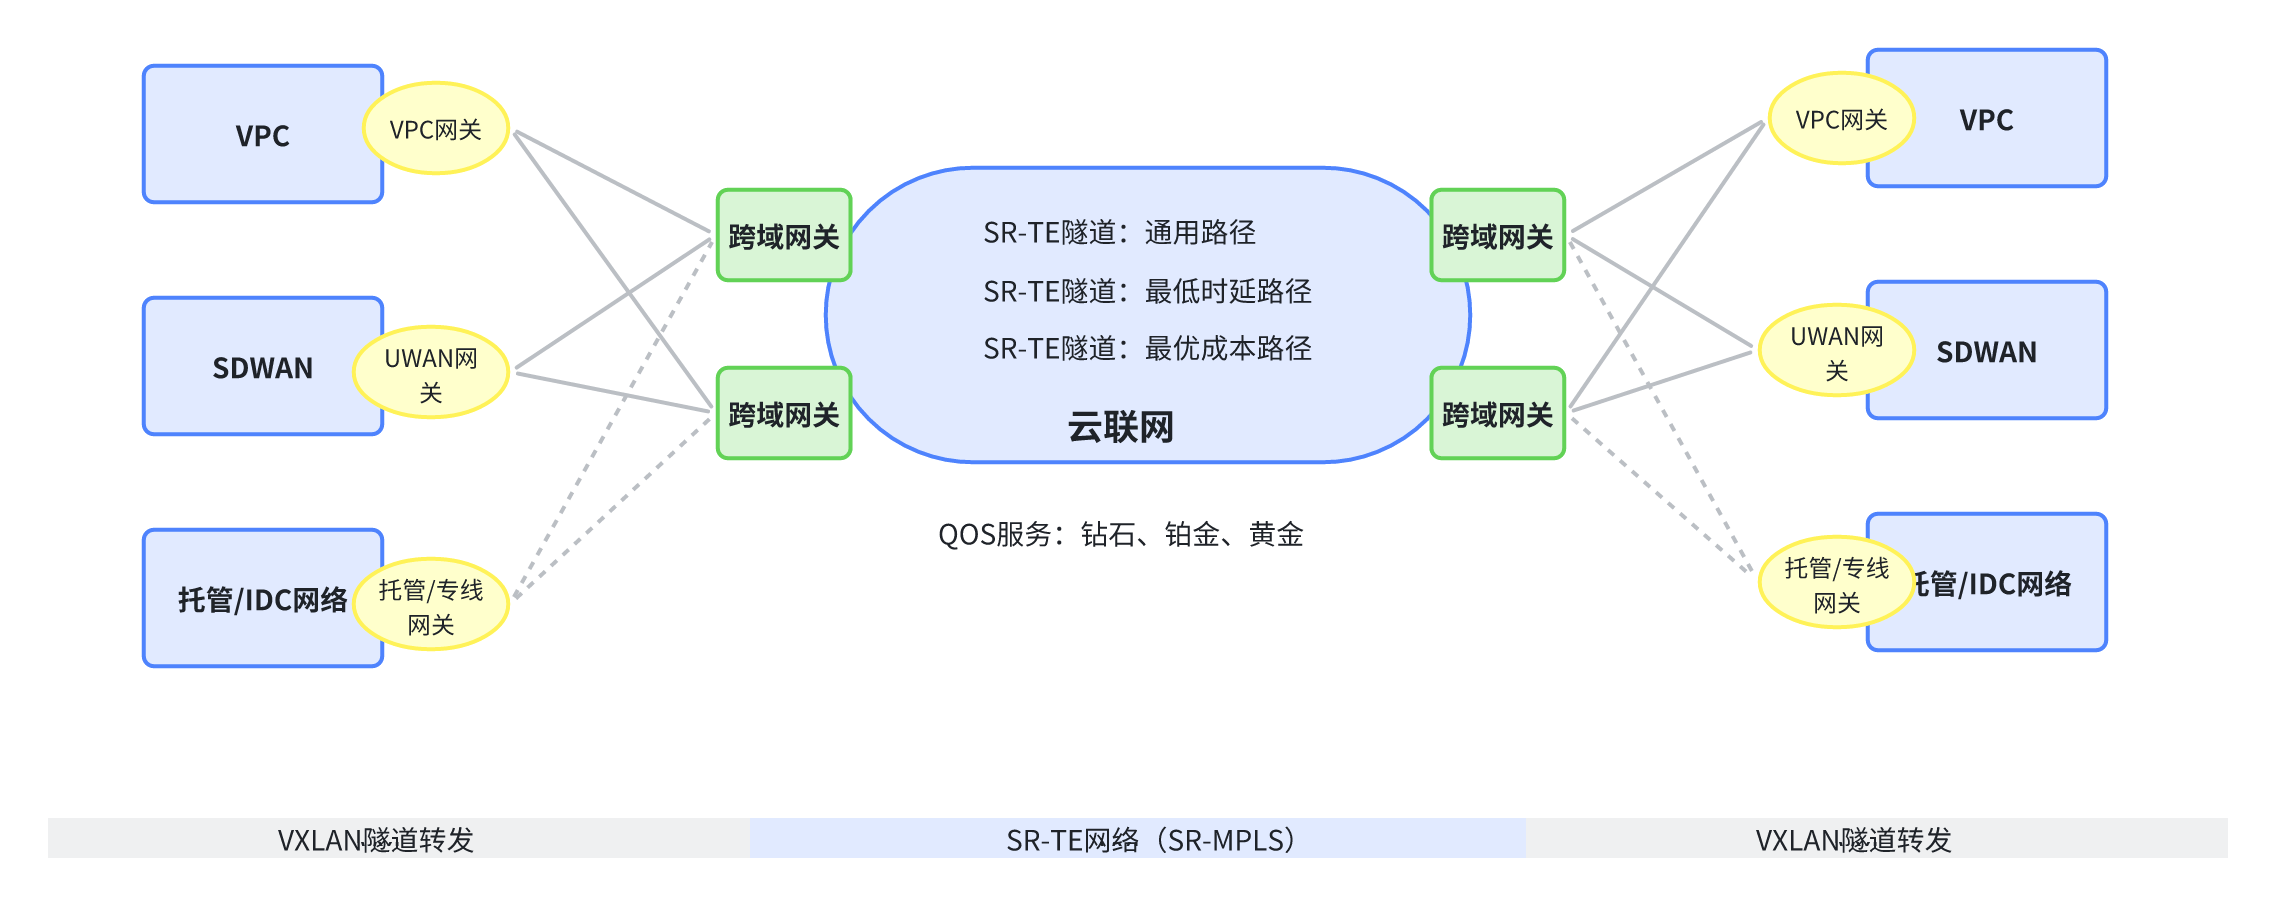 VPC
VPC网关
SDWAN
UWAN网
关
托管/IDC网络
托管/专线
网关
跨域网关
跨域网关
SR-TE隧道：通用路径
SR-TE隧道：最低时延路径
SR-TE隧道：最优成本路径
云联网
QOS服务：钻石、铂金、黄金
跨域网关
跨域网关
VPC网关
VPC
UWAN网
关
SDWAN
托管/专线
网关
托管/IDC网络
VXLAN隧道转发
SR-TE网络（SR-MPLS）
VXLAN隧道转发